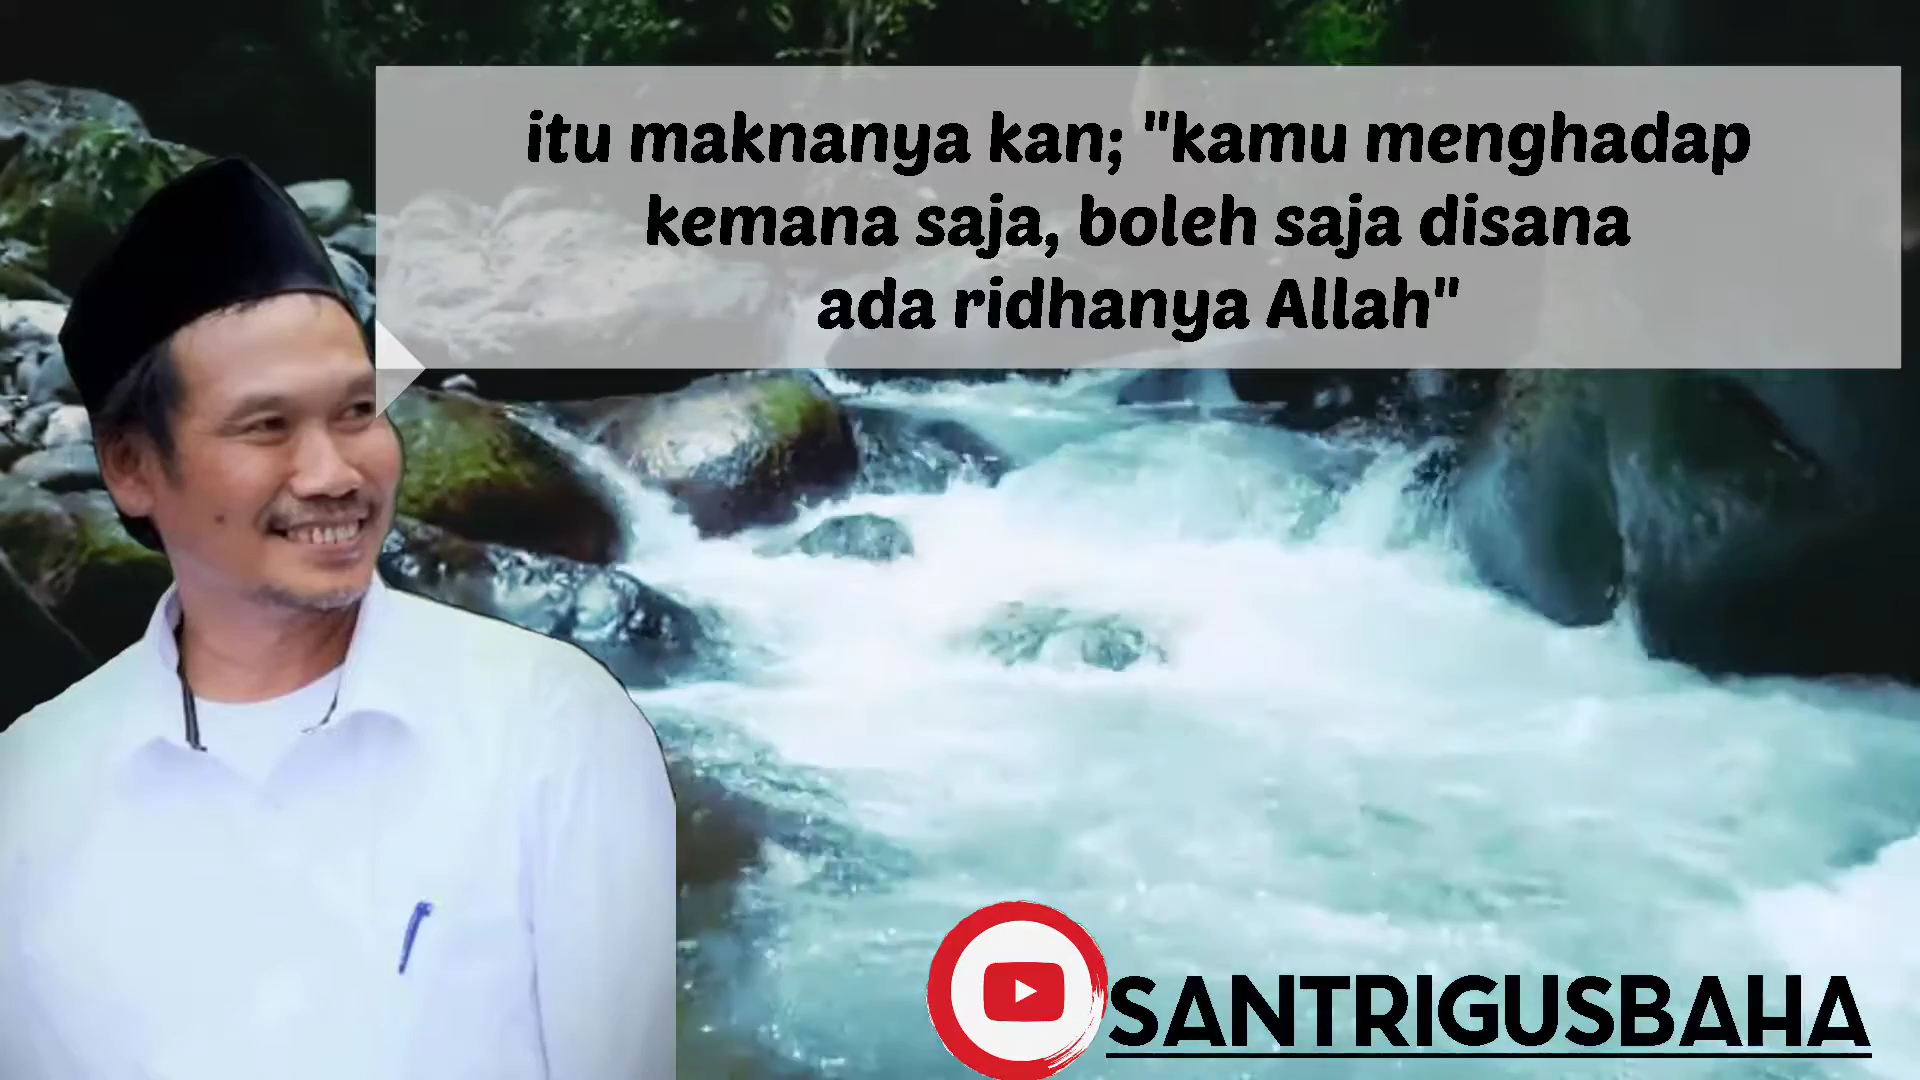 itu maknanya kan; "kamu menghadap
kemana saja, boleh saja disana
ada ridhanya Allah"
SANTRIGUSBAHA